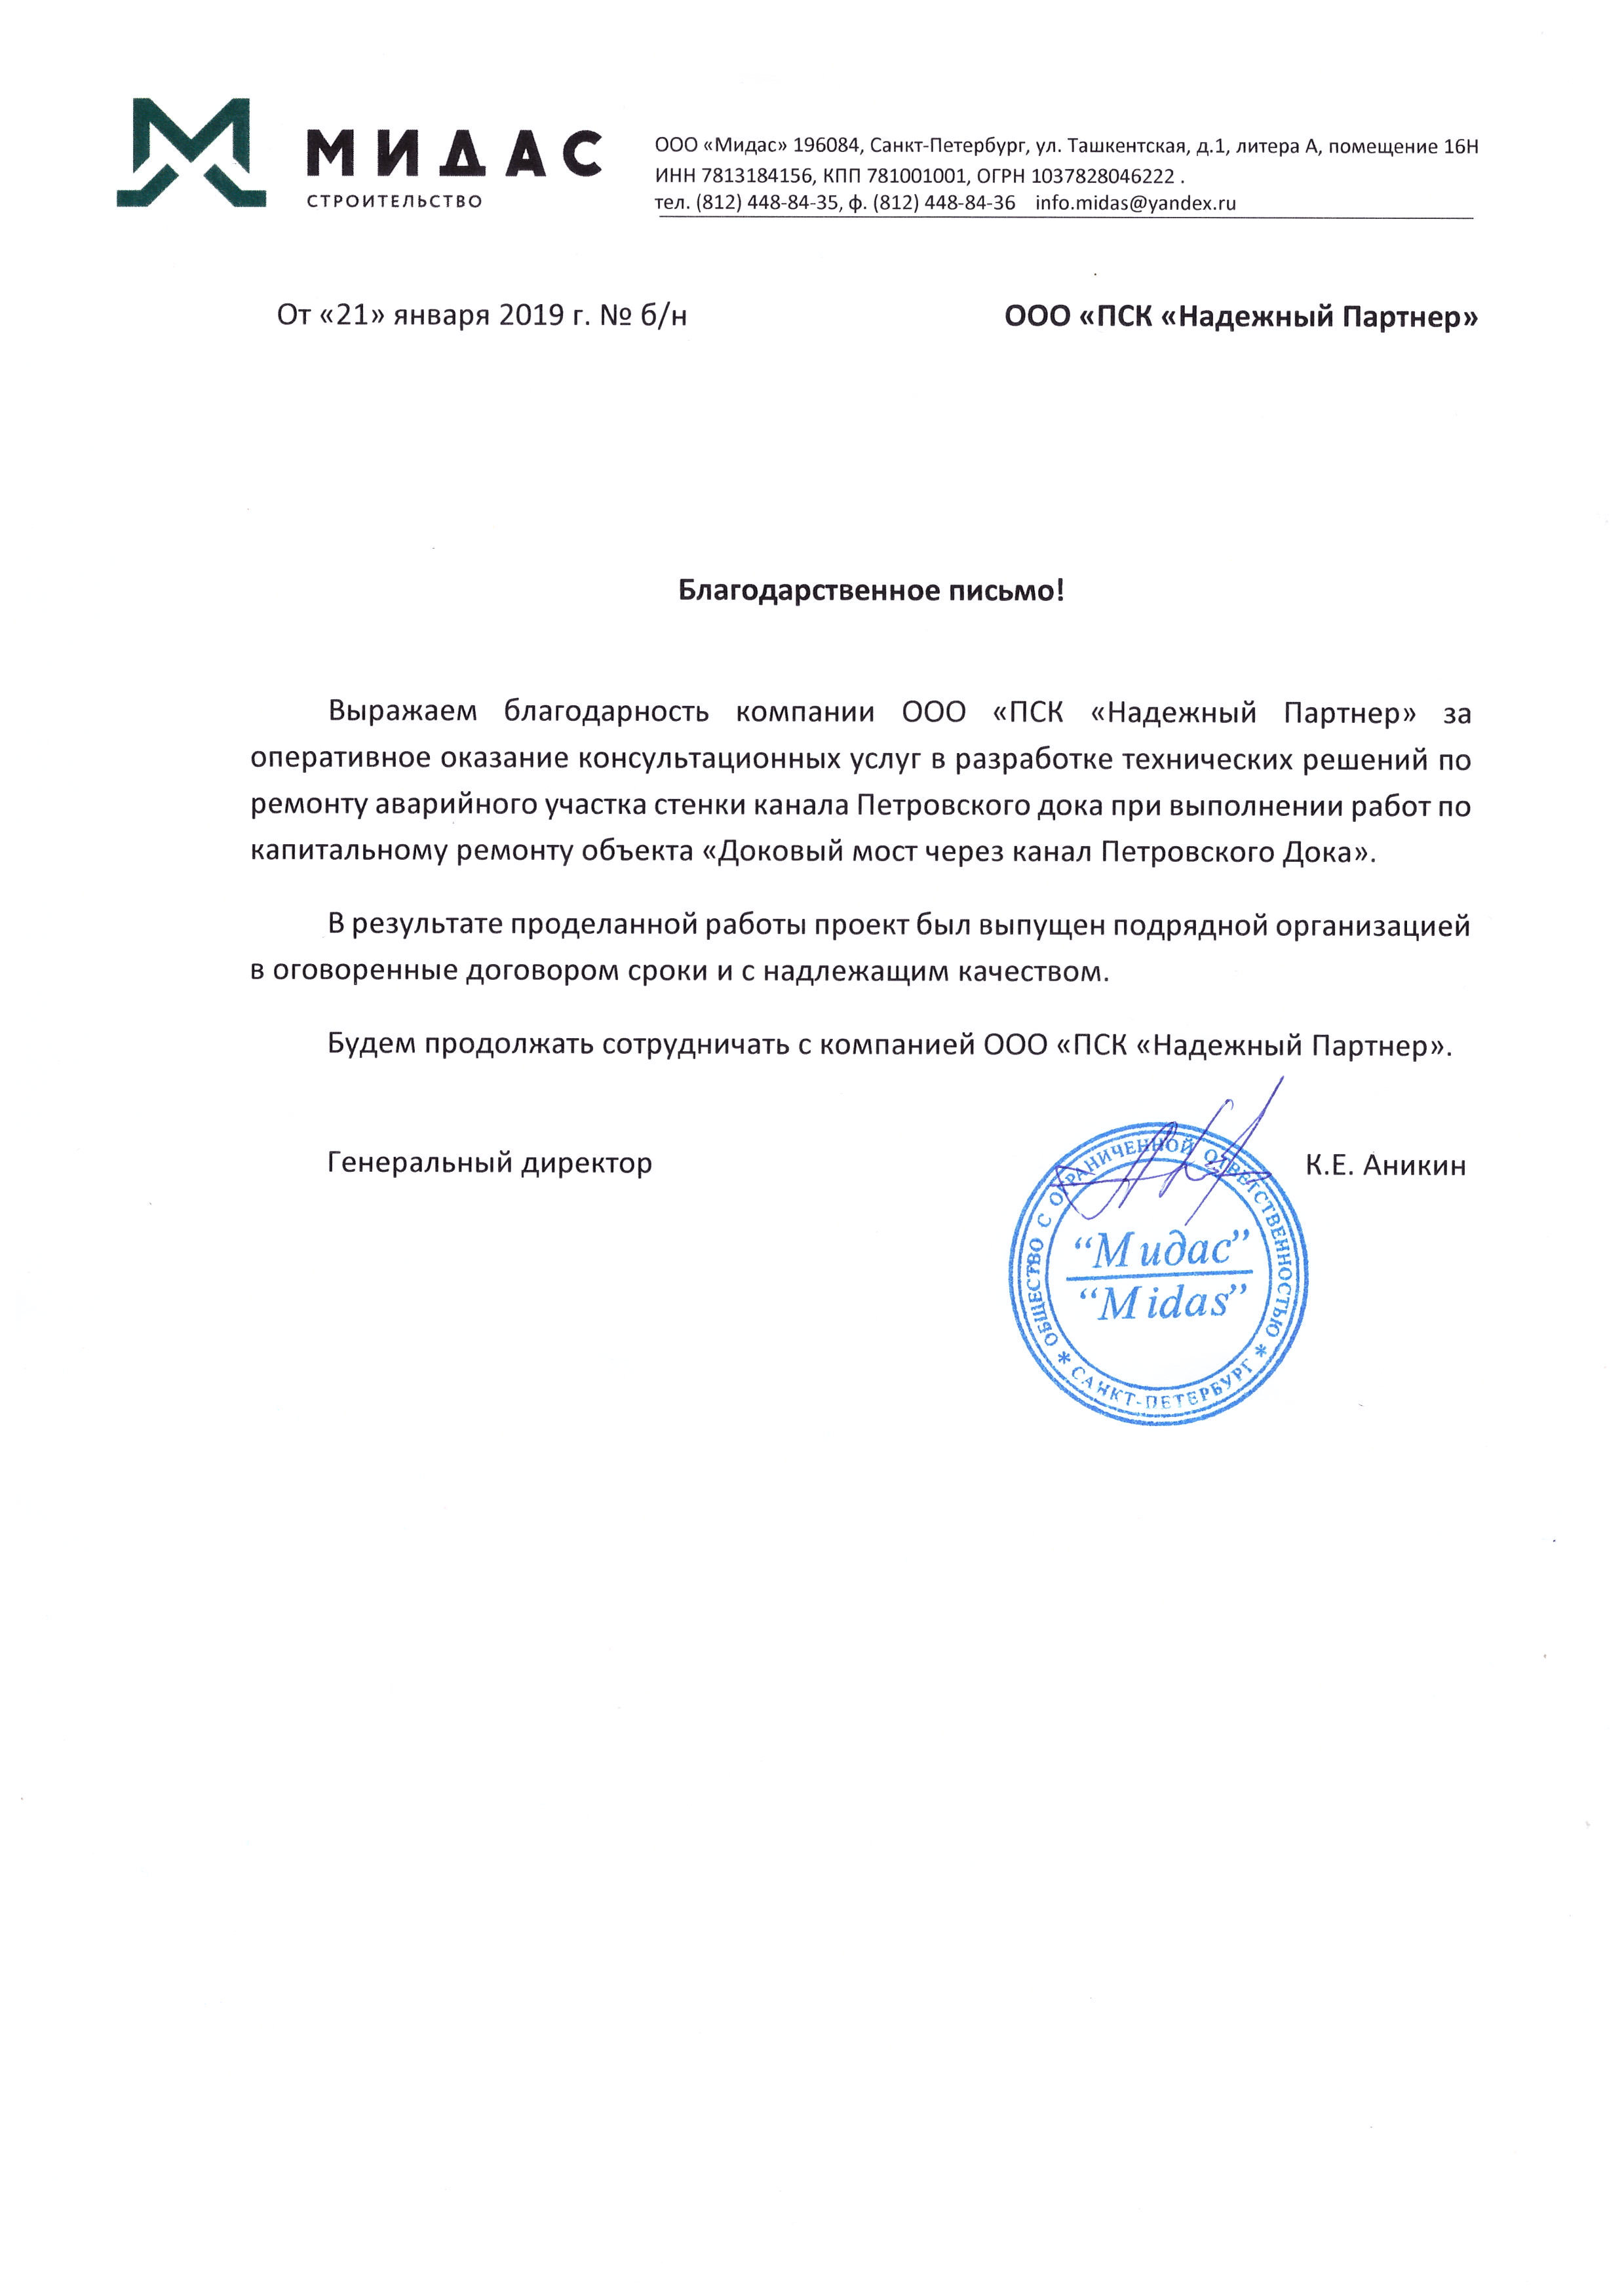 МИДАС
СТРОИТЕЛЬСТВО
ООО «Мидас» 196084, Санкт-Петербург, ул. Ташкентская, д.1, литера А, помещение 16Н
ИНН 7813184156, КПП 781001001, ОГРН 1037828046222 .
тел. (812) 448-84-35, ф. (812) 448-84-36 info.midas@yandex.ru
От «21» января 2019 г. № б/н
ООО «ПСК «Надежный Партнер»
Благодарственное письмо!
Выражаем благодарность компании ООО «ПСК «Надежный Партнер» за
оперативное оказание консультационных услуг в разработке технических решений по
ремонту аварийного участка стенки канала Петровского дока при выполнении работ по
капитальному ремонту объекта «Доковый мост через канал Петровского Дока».
В результате проделанной работы проект был выпущен подрядной организацией
в оговоренные договором сроки и с надлежащим качеством.
Будем продолжать сотрудничать с компанией ООО «ПСК «Надежный Партнер».
Генеральный директор
К.Е. Аникин
ОБЩЕСТВО С ОГРАНИЧЕННОЙ ОТВЕТСТВЕННОСТЬЮ
“Мидас”
“Midas”
* САНКТ-ПЕТЕРБУРГ *